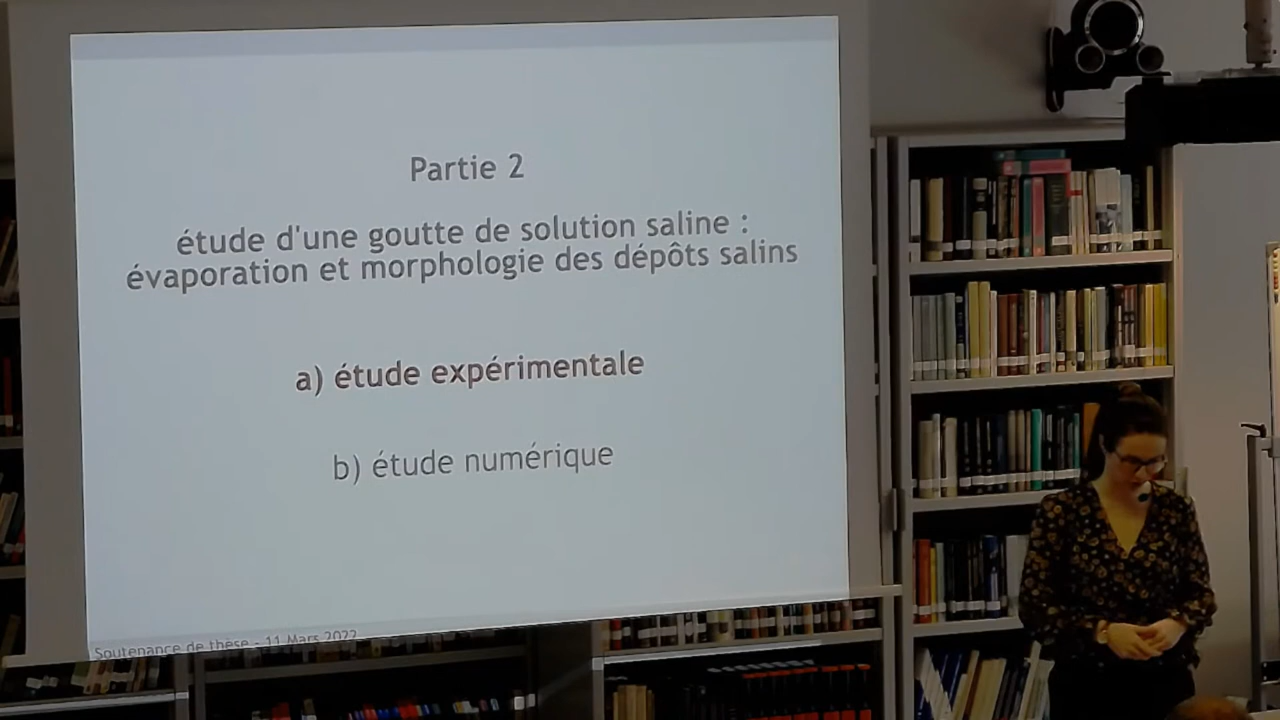 Partie 2
étude d'une goutte de solution saline :
évaporation et morphologie des dépôts salins
a) étude expérimentale
b) étude numérique
Soutenance de thèse - 11 Mars 2022